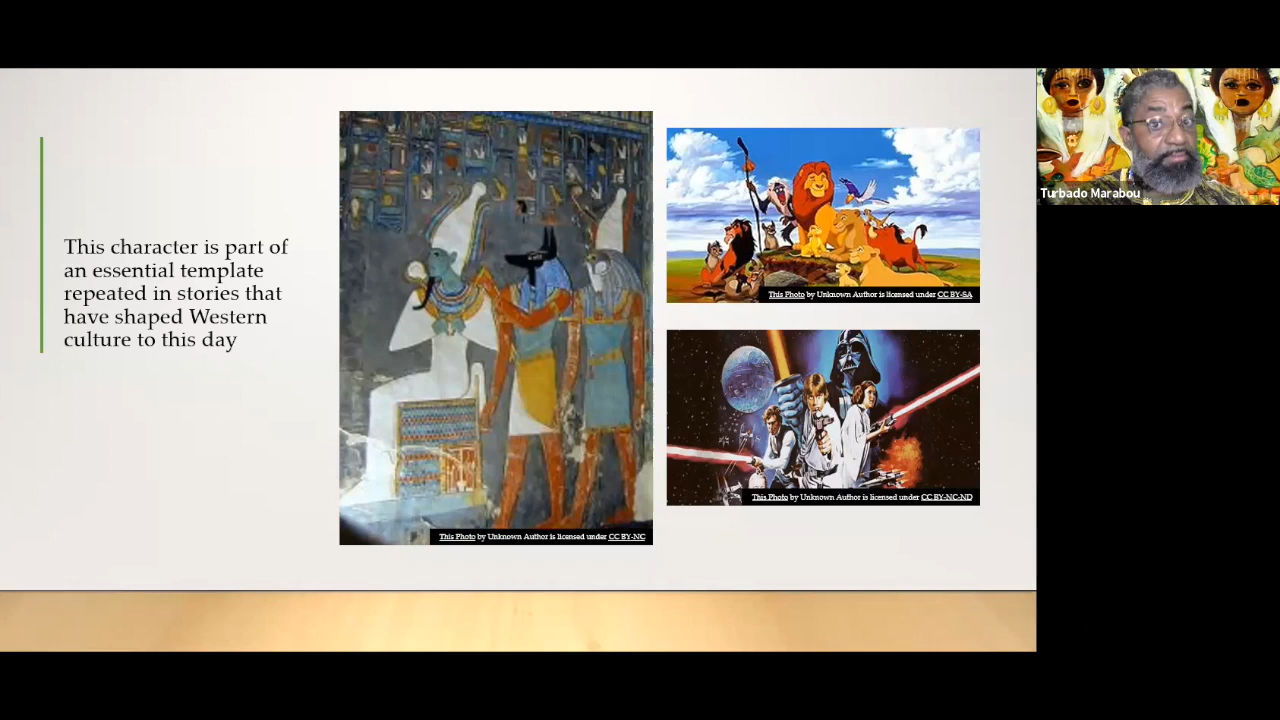 This character is part of
an essential template
repeated in stories that
have shaped Western
culture to this day
This Photo by Unknown Author is licensed under CC BY-NC
This Photo by Unknown Author is licensed under CC BY-SA
This Photo by Unknown Author is licensed under CC BY-NC-ND
Turbado Marabou